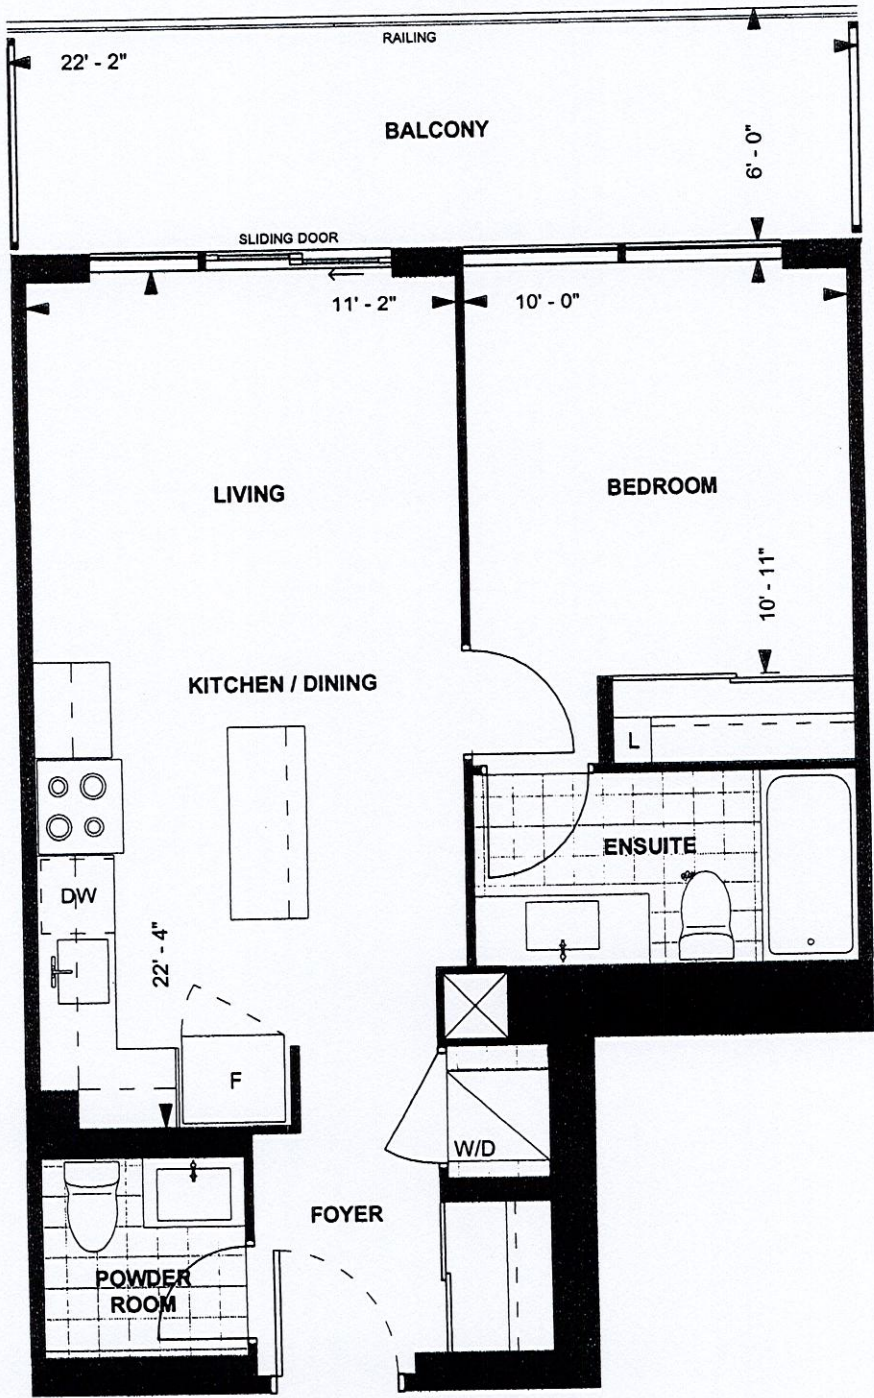 RAILING
22' - 2"
BALCONY
6' - 0"
SLIDING DOOR
11' - 2"
10' - 0"
LIVING
BEDROOM
10' - 11"
KITCHEN / DINING
L
ENSUITE
DW
22' - 4"
F
W/D
FOYER
POWDER
ROOM